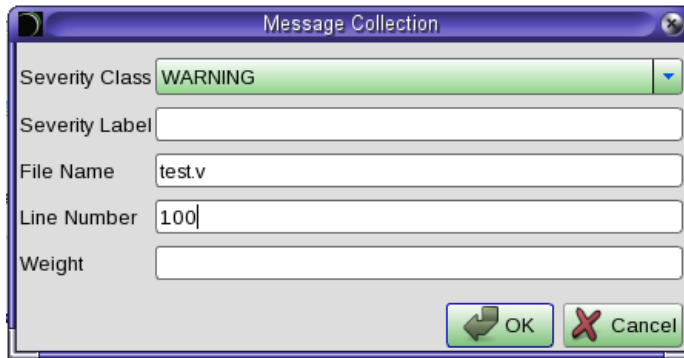 Message Collection
Severity Class WARNING
Severity Label
File Name test.v
Line Number 100
Weight
OK Cancel